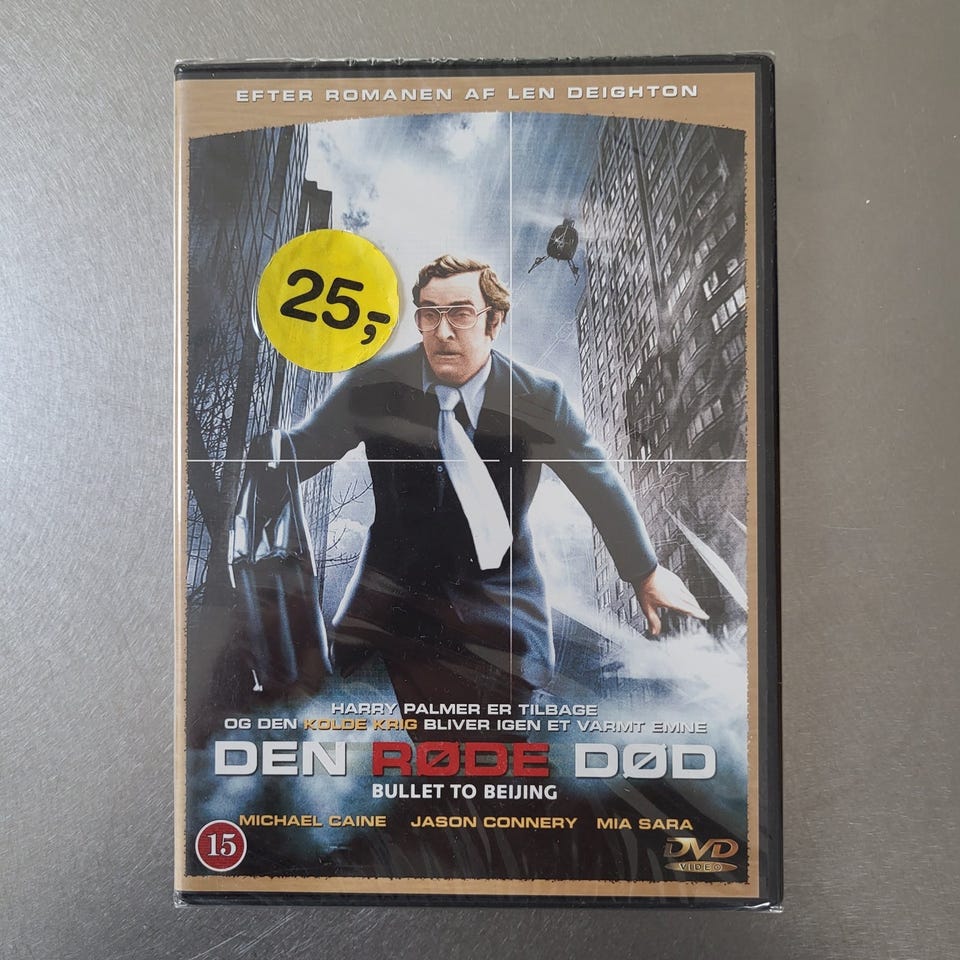 EFTER ROMANEN AF LEN DEIGHTON
25,-
HARRY PALMER ER TILBAGE
OG DEN KOLDE KRIG BLIVER IGEN ET VARMT EMNE
DEN RØDE DØD
BULLET TO BEIJING
MICHAEL CAINE JASON CONNERY MIA SARA
15
DVD
VIDEO